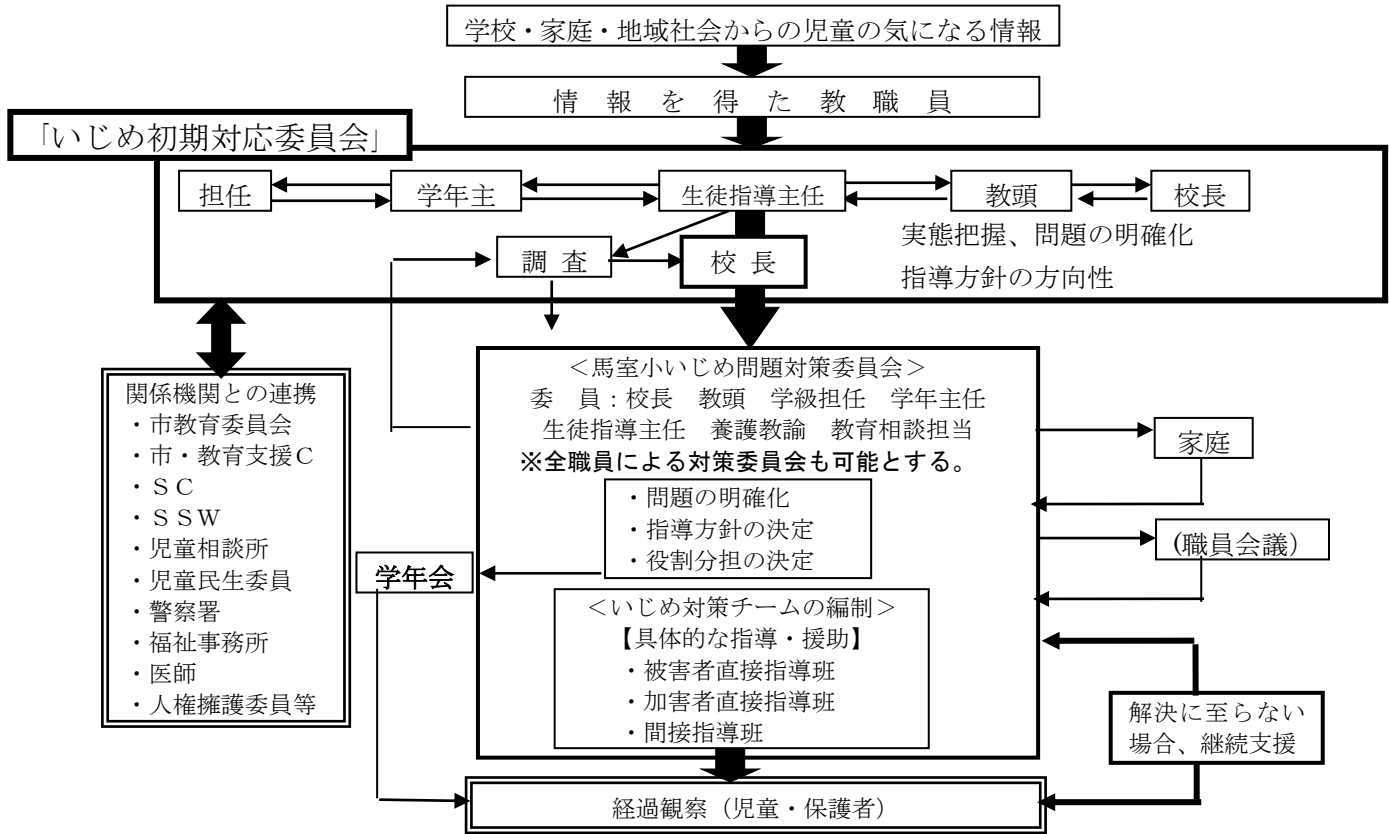 学校・家庭・地域社会からの児童の気になる情報
情報を得た教職員
「いじめ初期対応委員会」
担任
学年主
生徒指導主任
教頭
校長
実態把握、問題の明確化
調 査
校 長
指導方針の方向性
関係機関との連携
・市教育委員会
・市・教育支援C
・SC
・SSW
・児童相談所
・児童民生委員
・警察署
・福祉事務所
・医師
・人権擁護委員等
<馬室小いじめ問題対策委員会>
委 員：校長 教頭 学級担任 学年主任
生徒指導主任 養護教諭 教育相談担当
※全職員による対策委員会も可能とする。
・問題の明確化
・指導方針の決定
・役割分担の決定
家庭
(職員会議)
学年会
<いじめ対策チームの編制>
【具体的な指導・援助】
・被害者直接指導班
・加害者直接指導班
・間接指導班
解決に至らない
場合、継続支援
経過観察（児童・保護者）